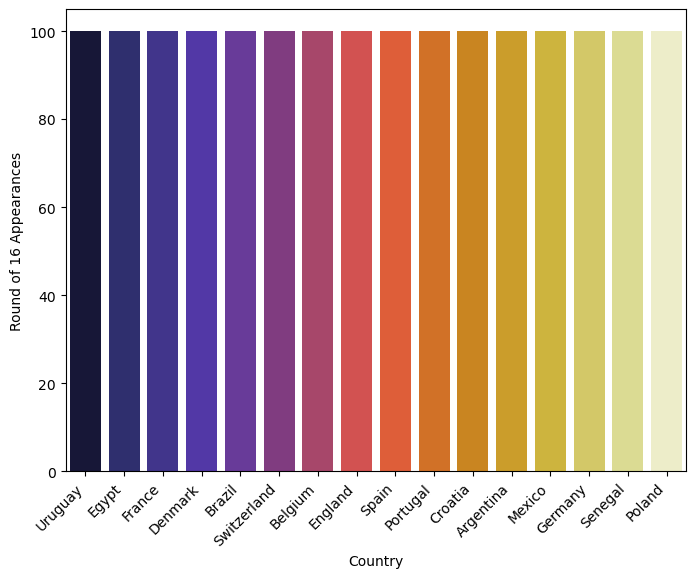 Round of 16 Appearances
100
80
60
40
20
0
Uruguay
Egypt
France
Denmark
Brazil
Switzerland
Belgium
England
Spain
Portugal
Croatia
Argentina
Mexico
Germany
Senegal
Poland
Country